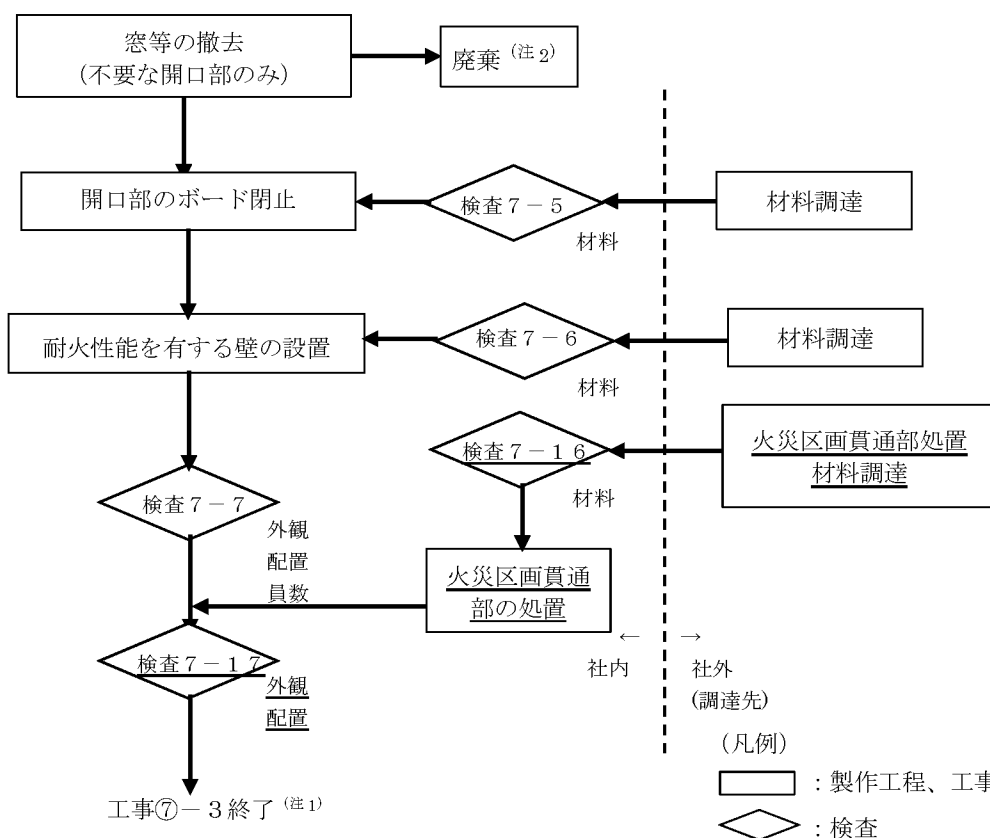 窓等の撤去
(不要な開口部のみ)
廃棄 (注2)
開口部のボード閉止
検査7-5
材料
材料調達
耐火性能を有する壁の設置
検査7-6
材料
材料調達
検査7-16
材料
火災区画貫通部処置
材料調達
検査7-7
外観
配置
員数
火災区画貫通
部の処置
検査7-17
外観
配置
← →
社内 社外
(調達先)
工事⑦-3終了 (注1)
(凡例)
:製作工程、工事
:検査